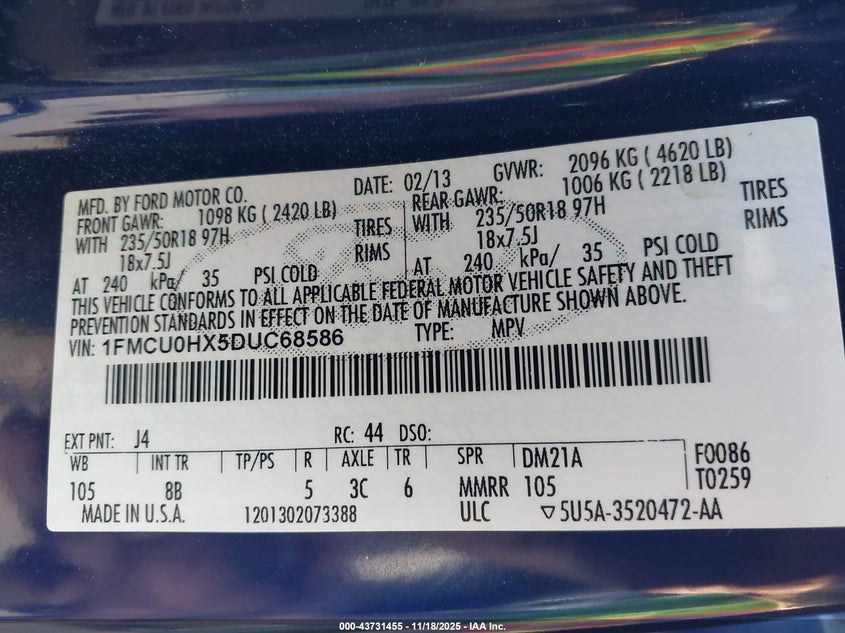 MFD. BY FORD MOTOR CO.
DATE: 02/13
GVWR: 2096 KG ( 4620 LB)
FRONT GAWR: 1098 KG ( 2420 LB)
REAR GAWR: 1006 KG ( 2218 LB)
WITH 235/50R18 97H TIRES
WITH 235/50R18 97H TIRES
18x7.5J RIMS
18x7.5J RIMS
AT 240 kPa/ 35 PSI COLD
AT 240 kPa/ 35 PSI COLD
THIS VEHICLE CONFORMS TO ALL APPLICABLE FEDERAL MOTOR VEHICLE SAFETY AND THEFT
PREVENTION STANDARDS IN EFFECT ON THE DATE OF MANUFACTURE SHOWN ABOVE.
VIN: 1FMCU0HX5DUC68586 TYPE: MPV
EXT PNT: J4 RC: 44 DSO:
WB INT TR TP/PS R AXLE TR SPR DM21A F0086
105 8B 5 3C 6 MMRR 105 T0259
MADE IN U.S.A. 1201302073388 ULC ▽5U5A-3520472-AA
000-43731455 - 11/18/2025 - IAA Inc.